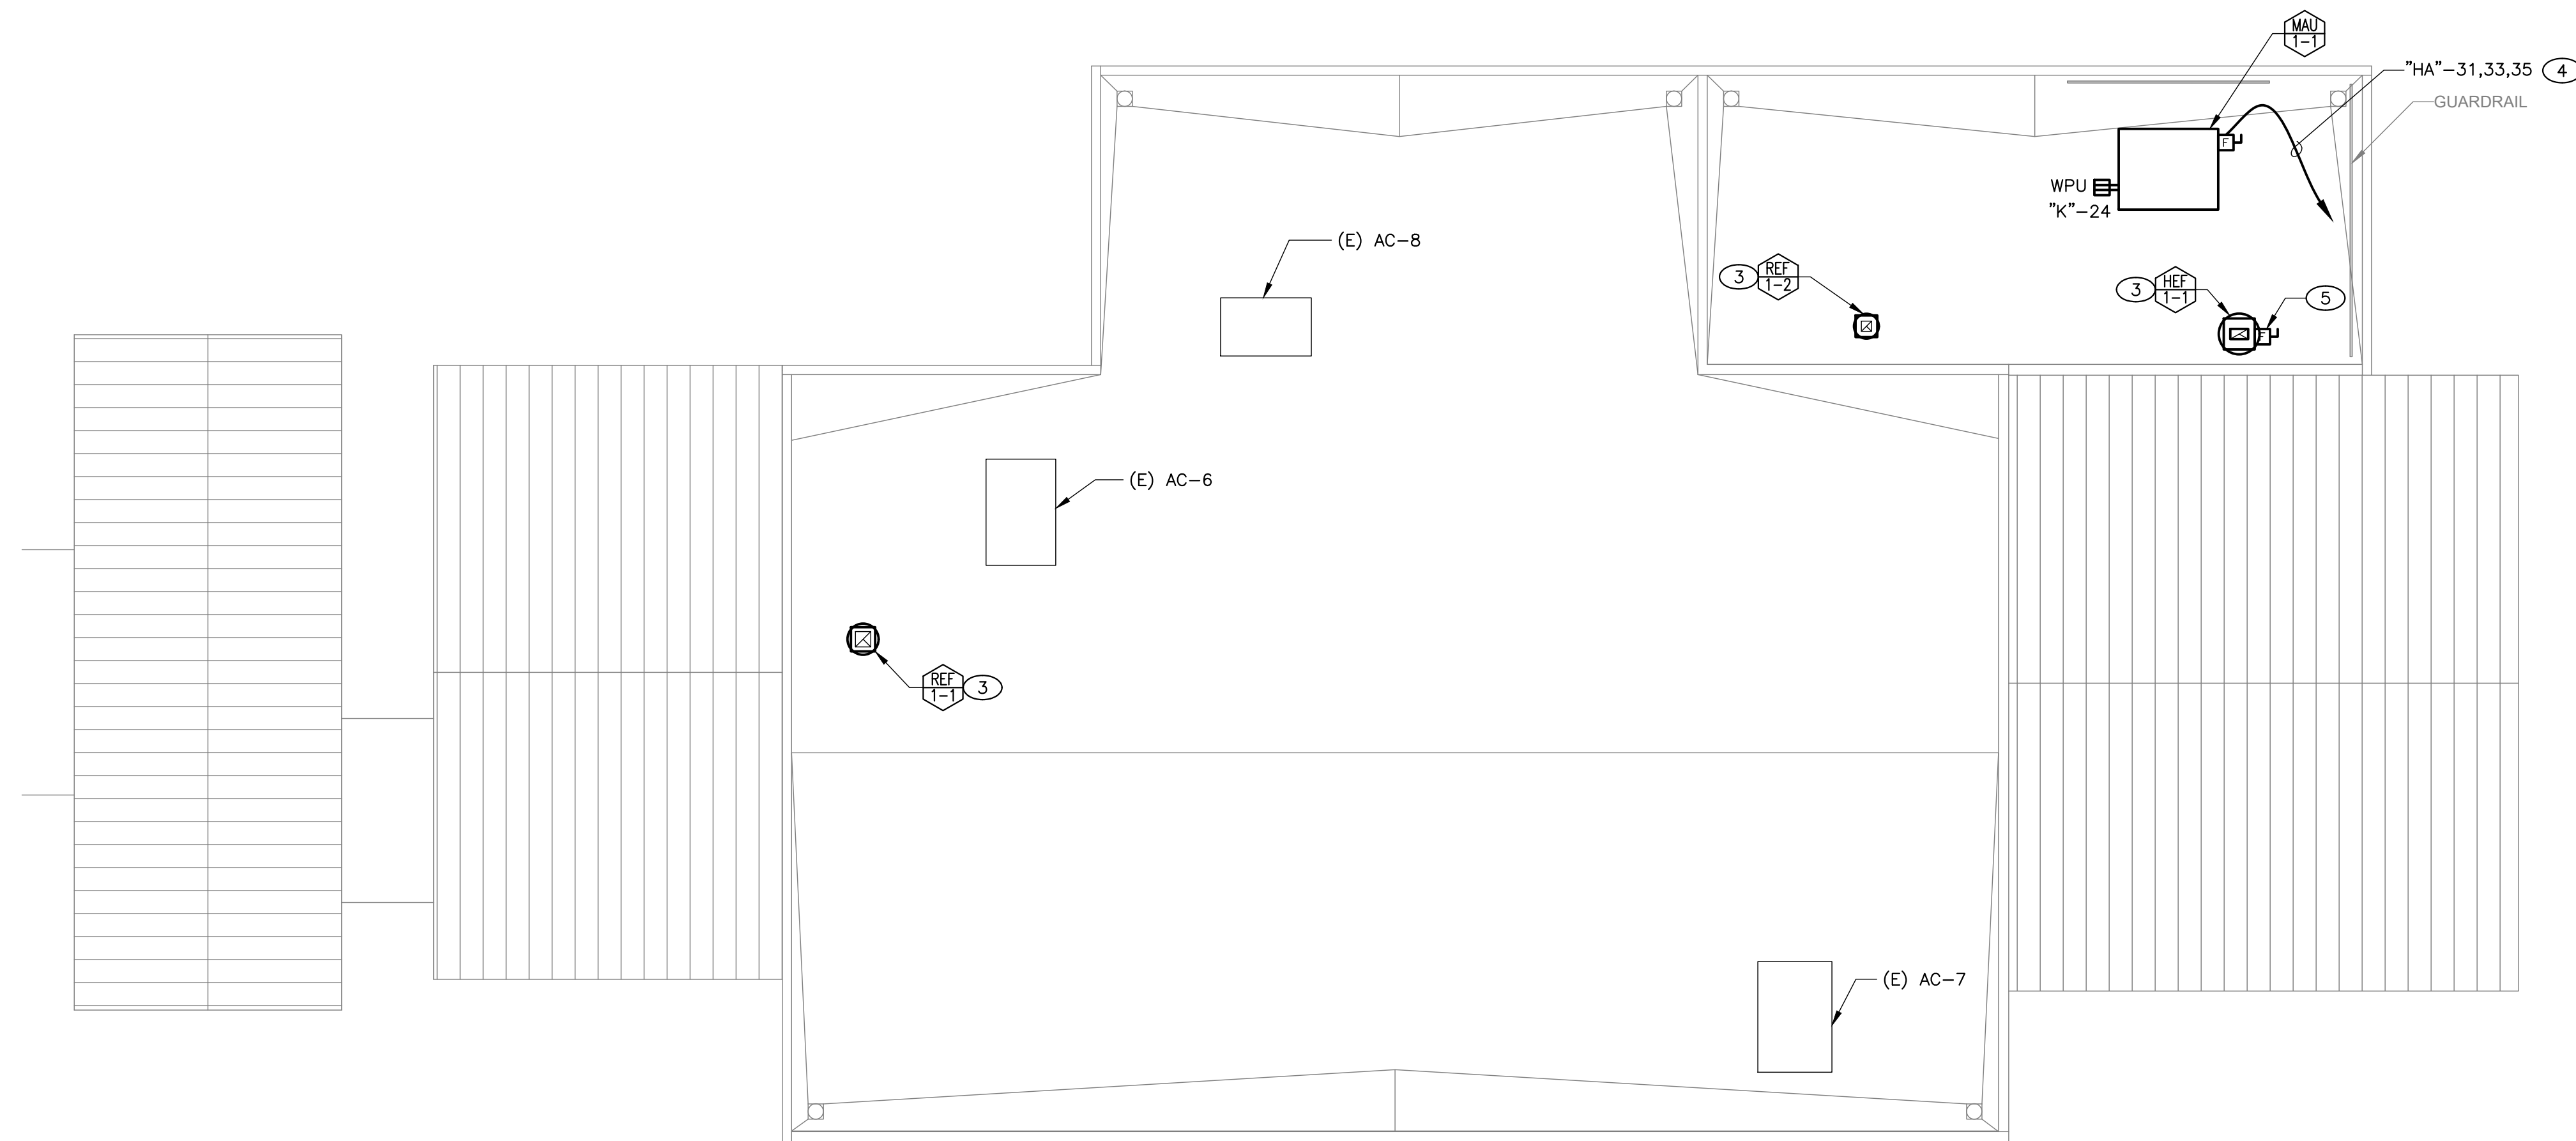 MAU
1-1
"HA"-31,33,35 4
GUARDRAIL
F
WPU
"K"-24
(E) AC-8
3 REF
1-2
3 HEF
1-1
5
F
(E) AC-6
REF 3
1-1
(E) AC-7